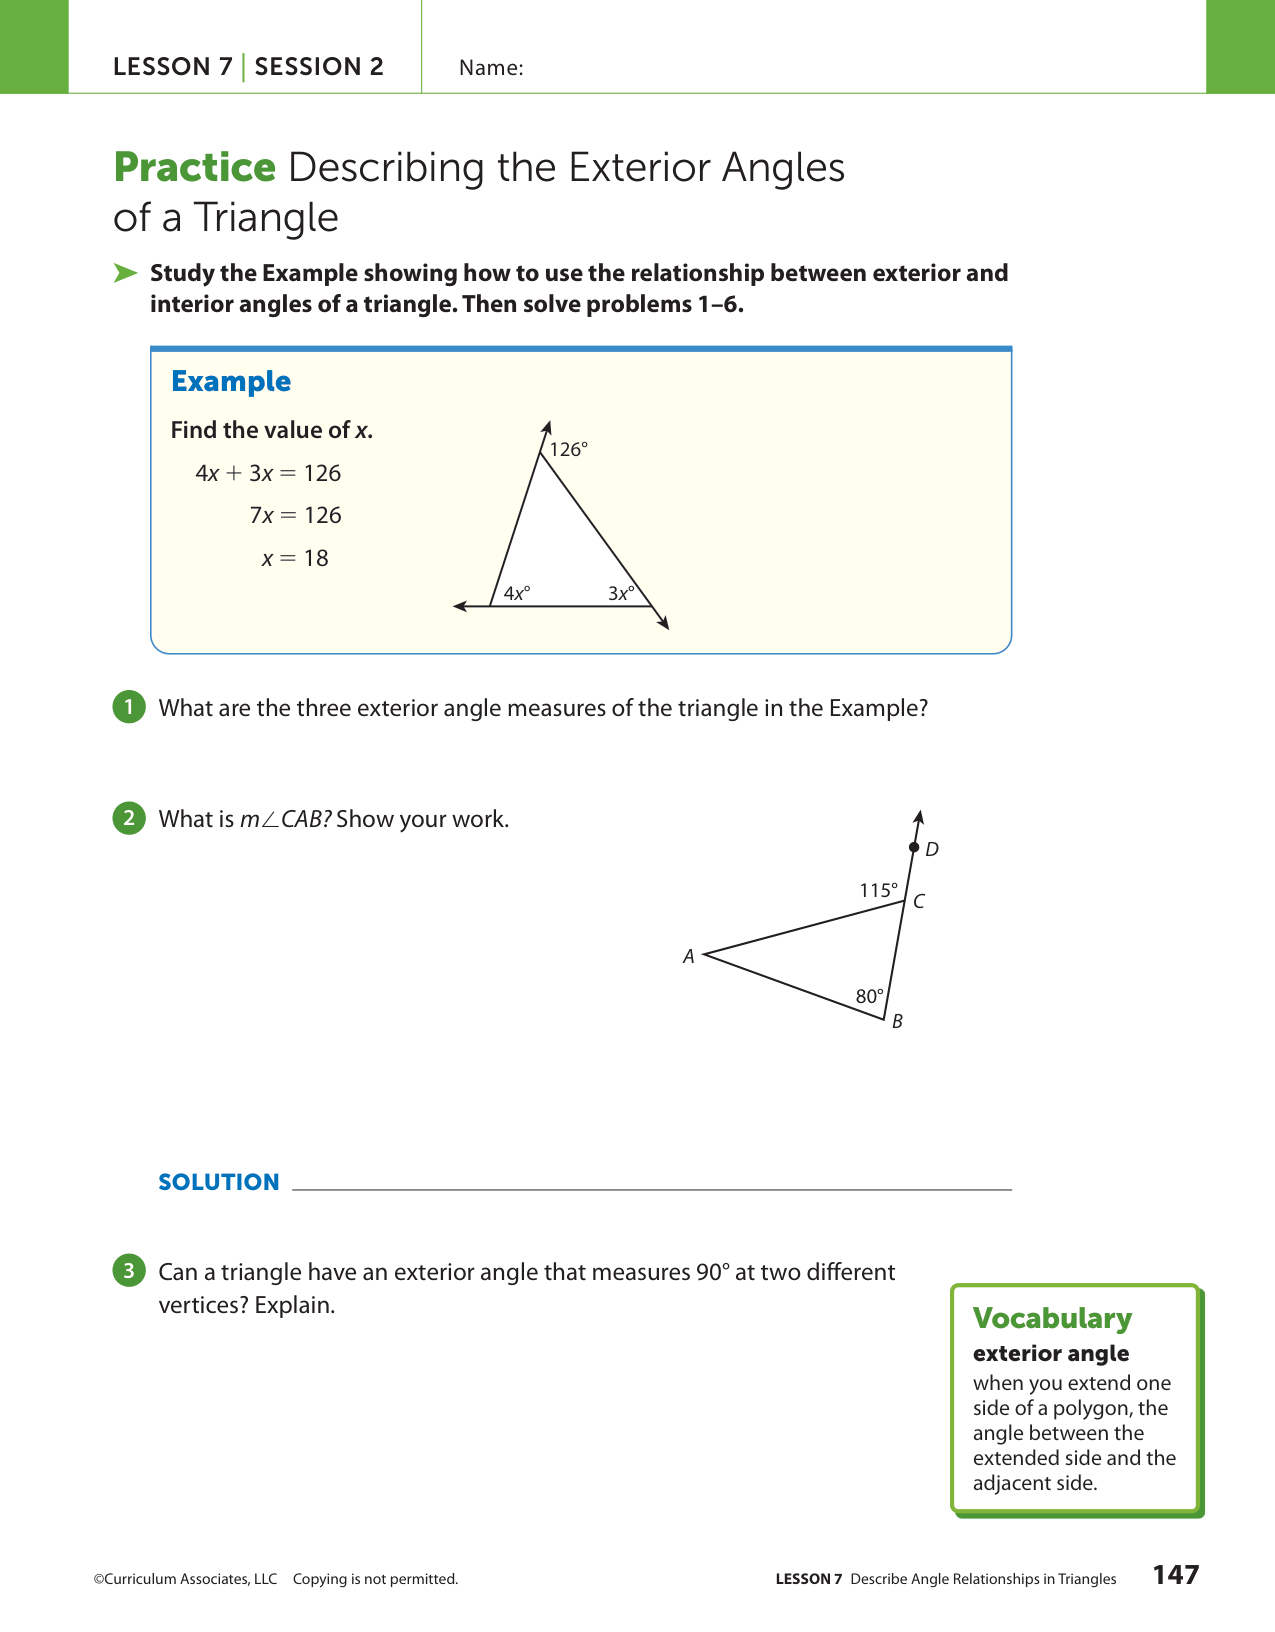 LESSON 7 | SESSION 2
Name:
Practice Describing the Exterior Angles
of a Triangle
Study the Example showing how to use the relationship between exterior and
interior angles of a triangle. Then solve problems 1–6.
Example
Find the value of x.
4x + 3x = 126
7x = 126
x = 18
126°
4x°
3x°
1 What are the three exterior angle measures of the triangle in the Example?
2 What is m∠CAB? Show your work.
D
115°
C
A
80°
B
SOLUTION
3 Can a triangle have an exterior angle that measures 90° at two different
vertices? Explain.
Vocabulary
exterior angle
when you extend one
side of a polygon, the
angle between the
extended side and the
adjacent side.
©Curriculum Associates, LLC Copying is not permitted.
LESSON 7 Describe Angle Relationships in Triangles 147